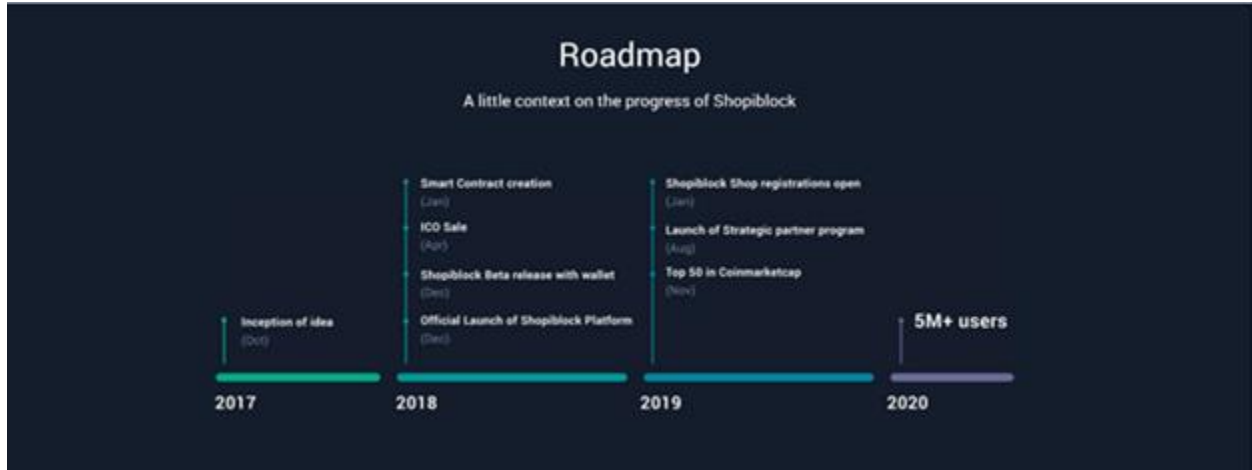 Roadmap
A little context on the progress of Shopiblock
Smart Contract creation
(Jan)
ICO Sale
(Apr)
Shopiblock Beta release with wallet
(Dec)
Official Launch of Shopiblock Platform
(Dec)
Shopiblock Shop registrations open
(Jan)
Launch of Strategic partner program
(Aug)
Top 50 in Coinmarketcap
(Nov)
Inception of idea
(Oct)
5M+ users
2017
2018
2019
2020